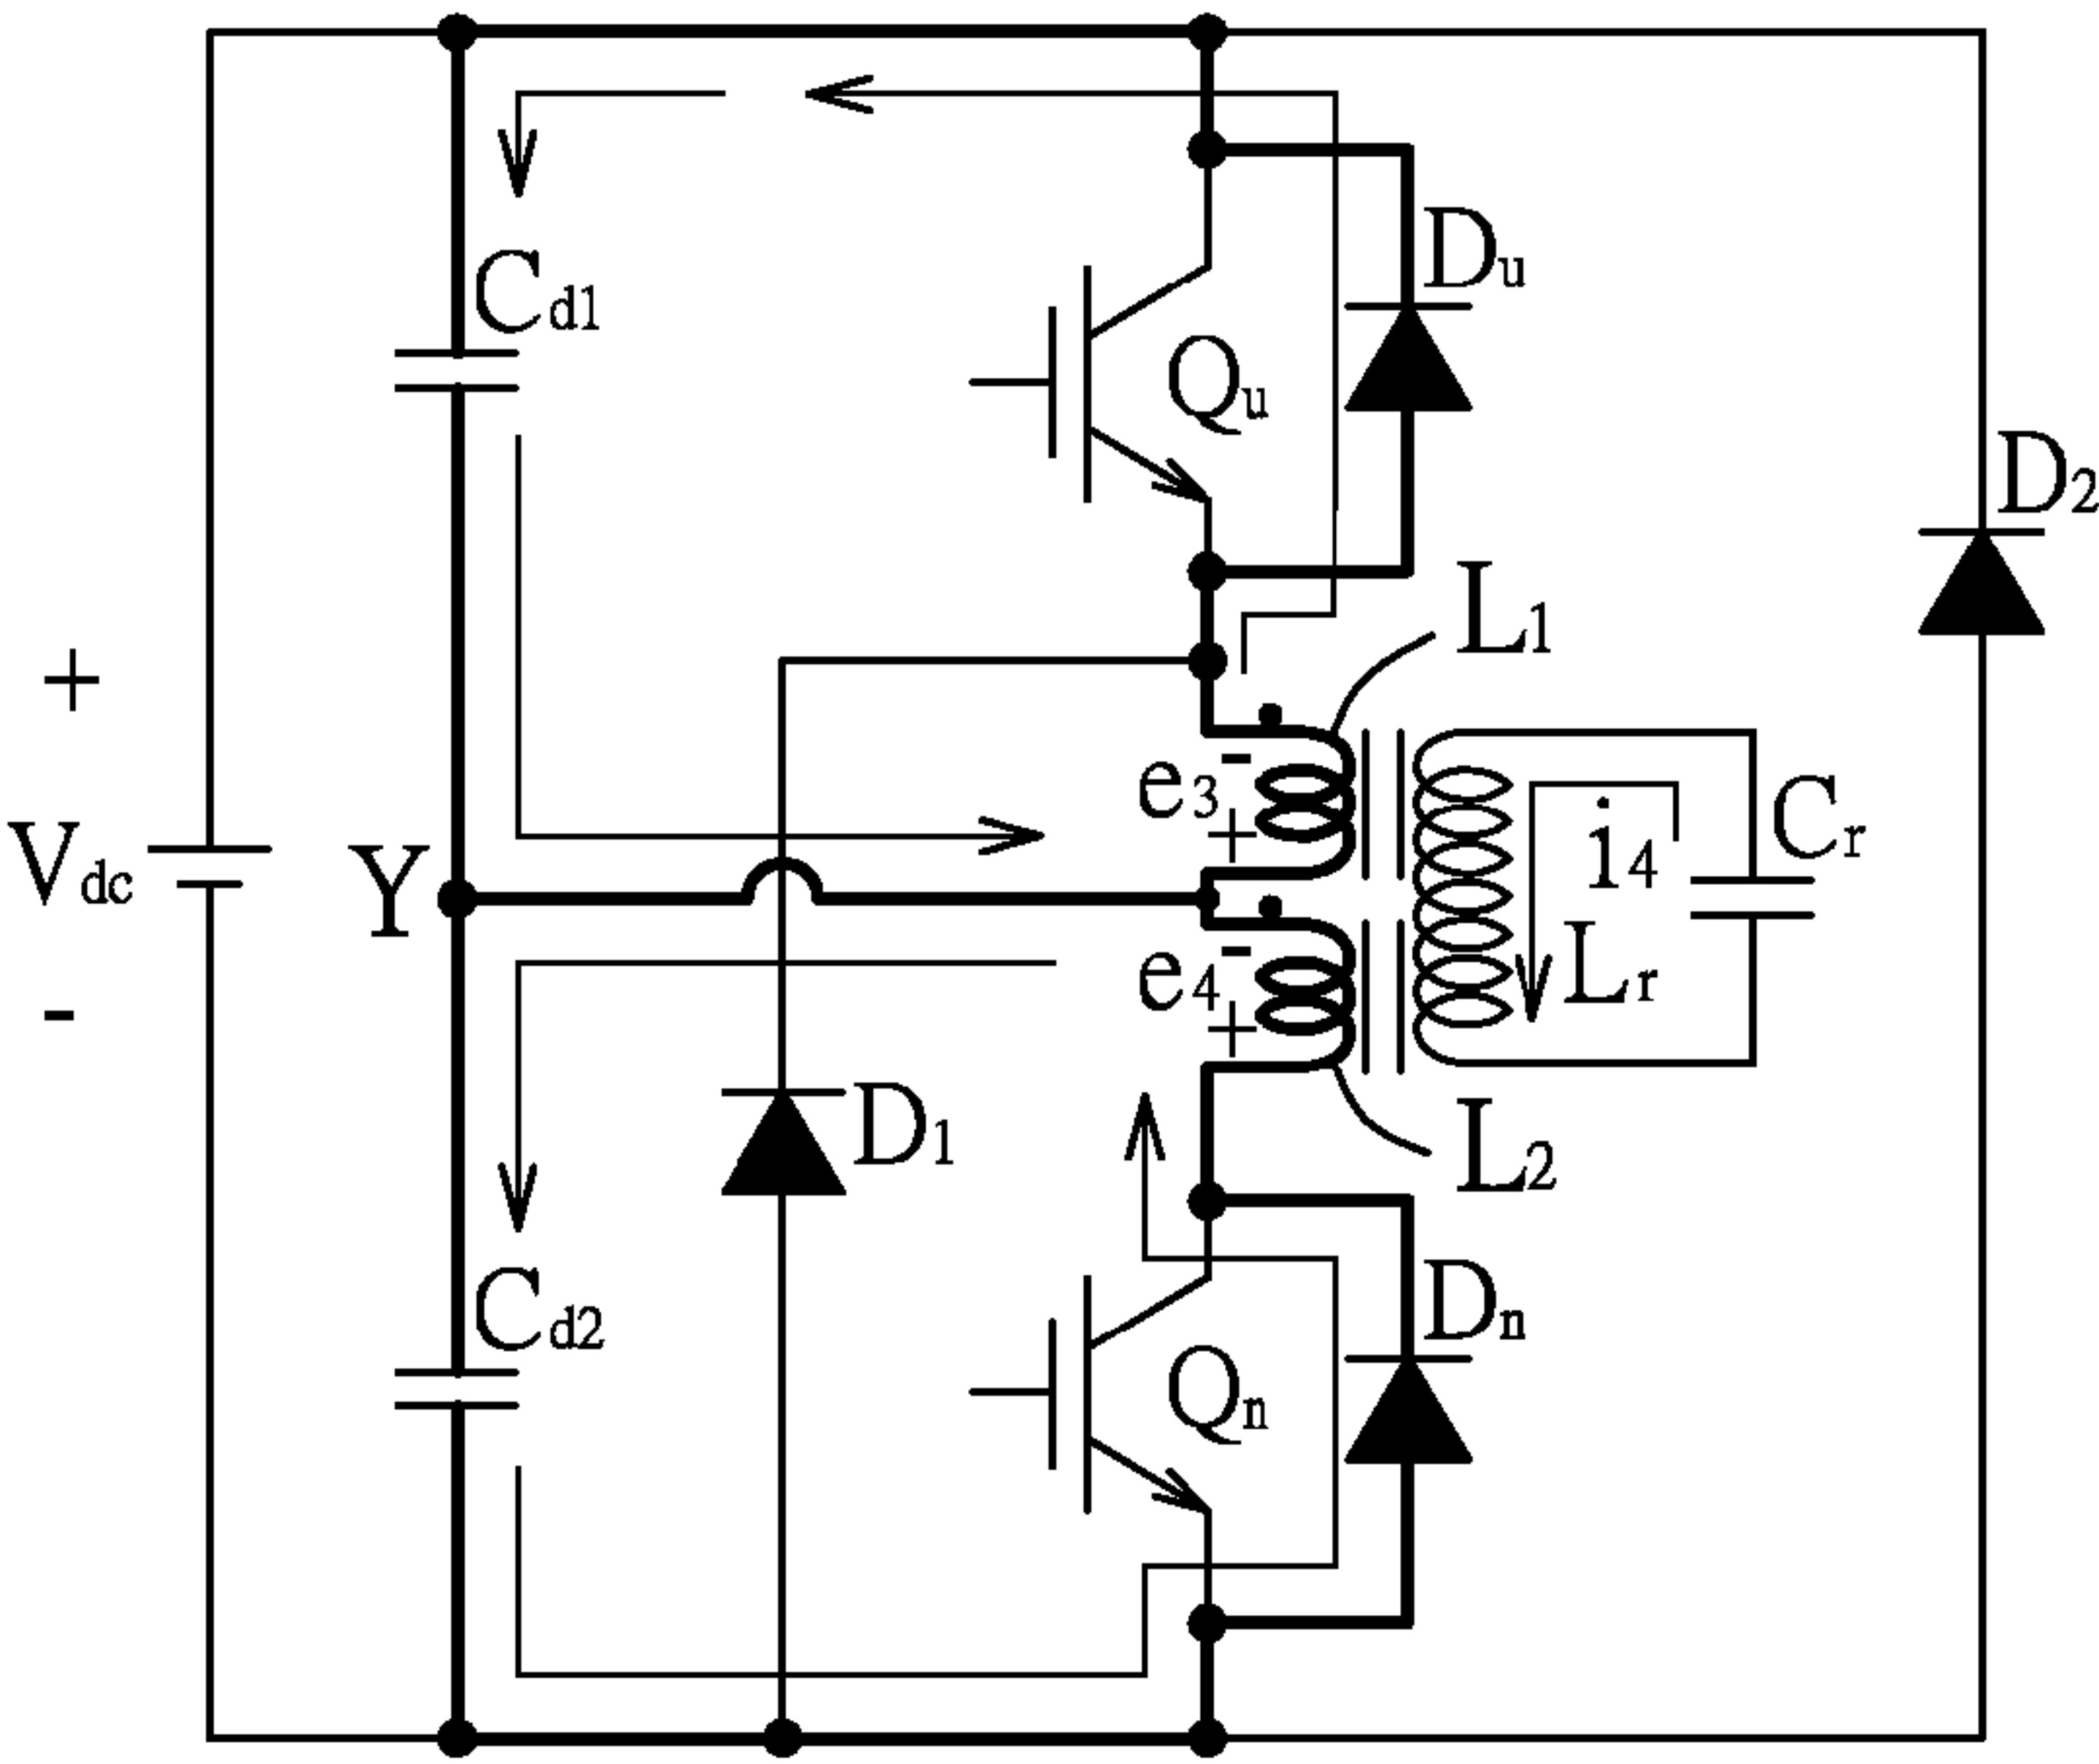 Cd1
Du
Qu
D2
L1
+
e3
-
+
Vdc
Y
i4
Cr
-
e4
-
+
Lr
D1
L2
Cd2
Dn
Qn